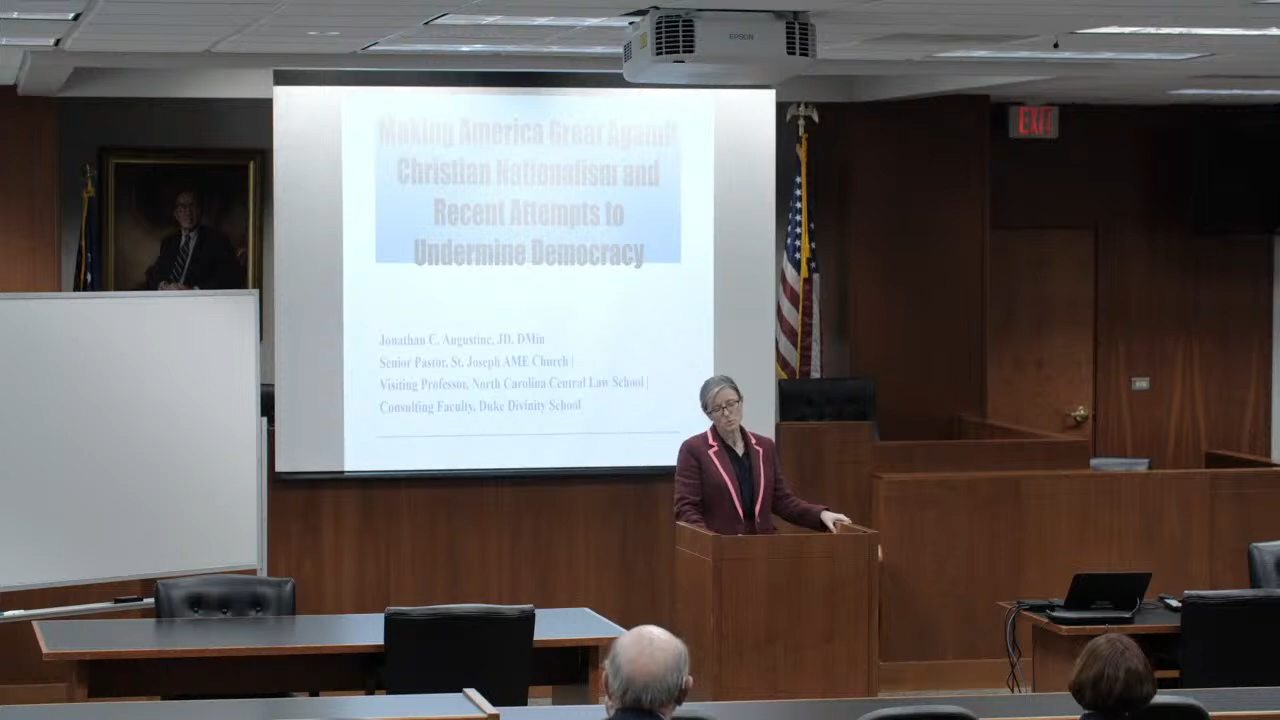 EPSON
EXIT
Making America Great Again?
Christian Nationalism and
Recent Attempts to
Undermine Democracy
Jonathan C. Augustine, JD, DMin
Senior Pastor, St. Joseph AME Church |
Visiting Professor, North Carolina Central Law School |
Consulting Faculty, Duke Divinity School